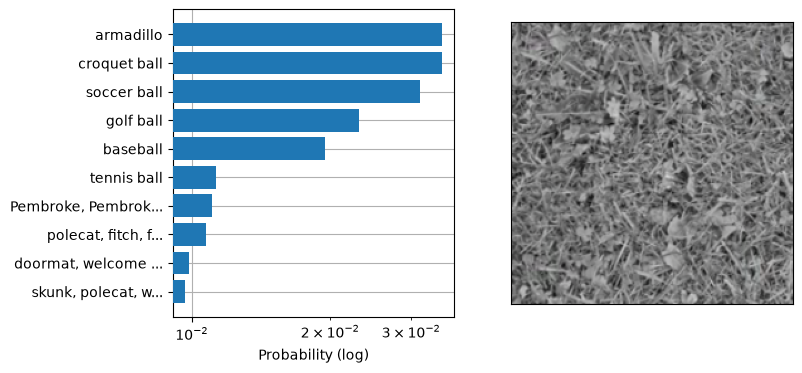 armadillo
croquet ball
soccer ball
golf ball
baseball
tennis ball
Pembroke, Pembrok...
polecat, fitch, f...
doormat, welcome ...
skunk, polecat, w...
10⁻² 2 × 10⁻² 3 × 10⁻²
Probability (log)